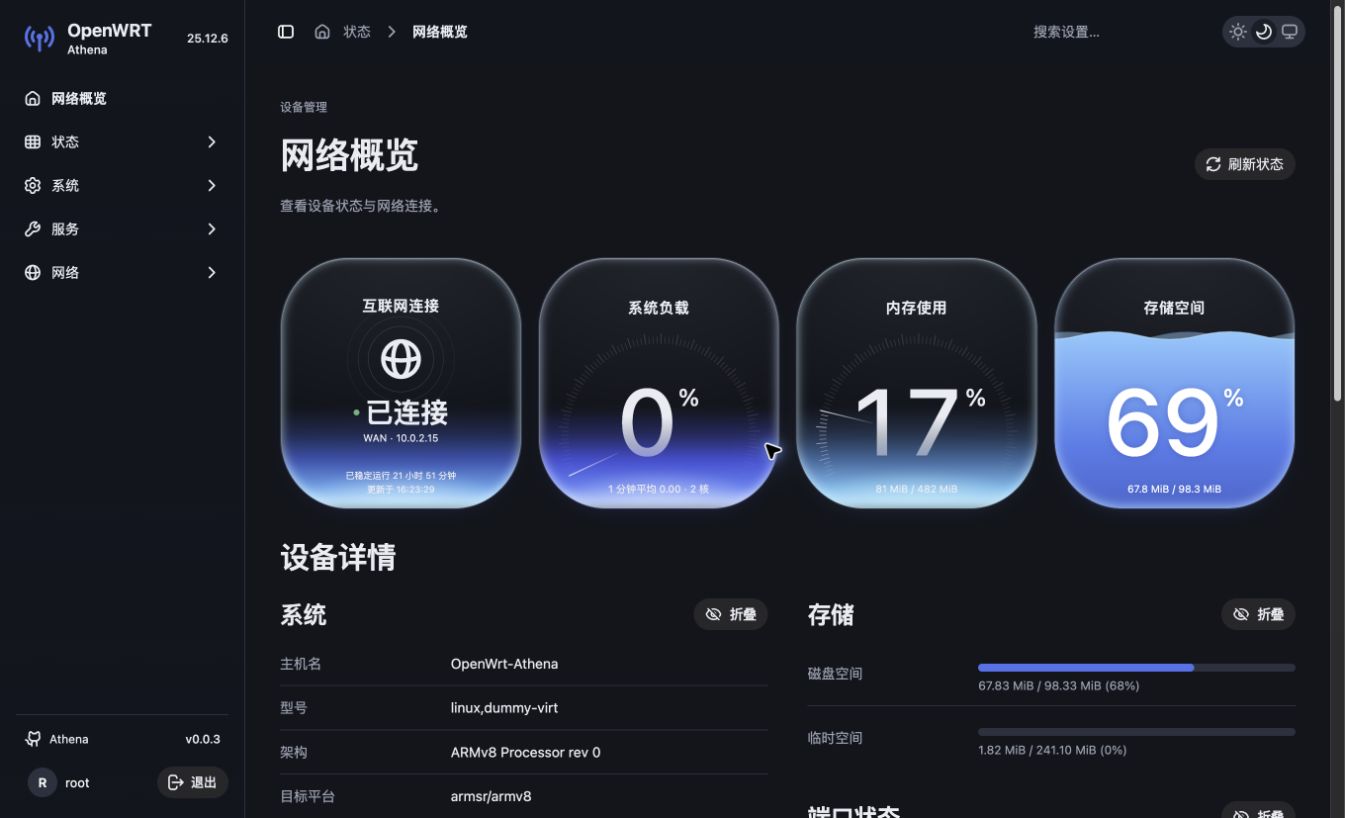 OpenWRT
Athena
25.12.6
网络概览
状态
系统
服务
网络
Athena
v0.0.3
R
root
退出
状态
网络概览
搜索设置...
设备管理
网络概览
刷新状态
查看设备状态与网络连接。
互联网连接
已连接
WAN · 10.0.2.15
已稳定运行 21 小时 51 分钟
更新于 16:23:29
系统负载
0%
1 分钟平均 0.00 · 2 核
内存使用
17%
81 MiB / 482 MiB
存储空间
69%
67.8 MiB / 98.3 MiB
设备详情
系统
折叠
主机名
OpenWrt-Athena
型号
linux,dummy-virt
架构
ARMv8 Processor rev 0
目标平台
armsr/armv8
存储
折叠
磁盘空间
67.83 MiB / 98.33 MiB (68%)
临时空间
1.82 MiB / 241.10 MiB (0%)
端口状态
折叠